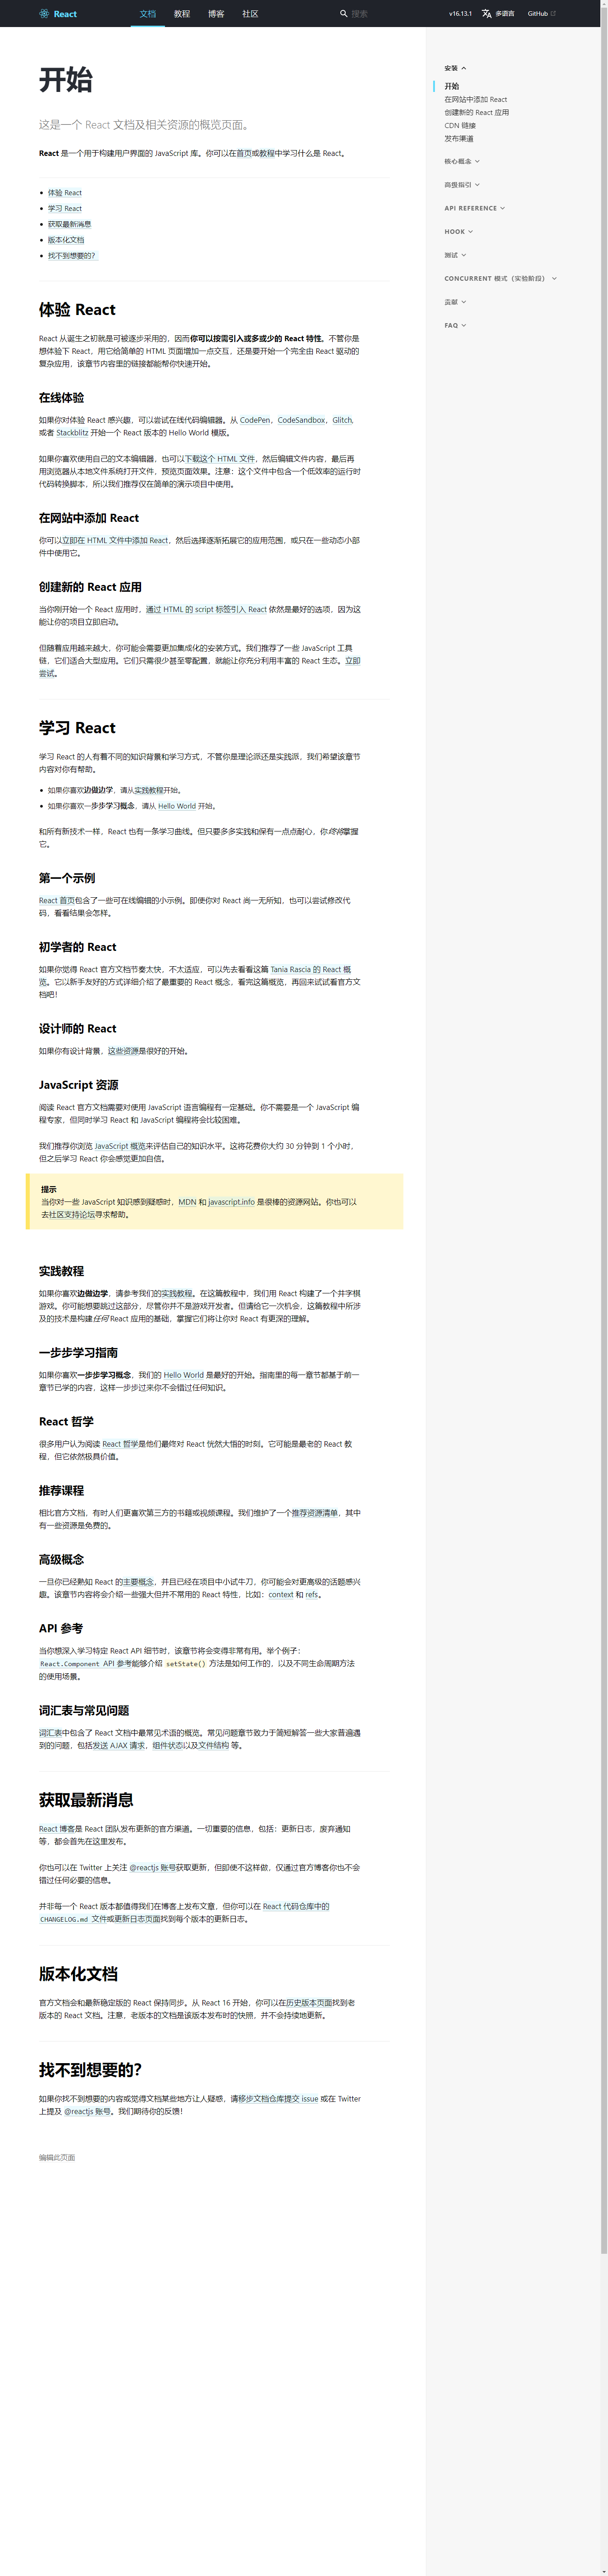 React 文档 教程 博客 社区 搜索 v16.13.1 多语言 GitHub
开始
这是一个 React 文档及相关资源的概览页面。
React 是一个用于构建用户界面的 JavaScript 库。你可以在首页或教程中学习什么是 React。
体验 React
学习 React
获取最新消息
版本化文档
找不到想要的?
体验 React
React 从诞生之初就是可被逐步采用的，因而你可以按需引入或多或少的 React 特性。不管你是
想体验下 React，用它给简单的 HTML 页面增加一点交互，还是要开始一个完全由 React 驱动的
复杂应用，该章节内容里的链接都能帮你快速开始。
在线体验
如果你对体验 React 感兴趣，可以尝试在线代码编辑器。从 CodePen，CodeSandbox，Glitch,
或者 Stackblitz 开始一个 React 版本的 Hello World 模版。
如果你喜欢使用自己的文本编辑器，也可以下载这个 HTML 文件，然后编辑文件内容，最后再
用浏览器从本地文件系统打开文件，预览页面效果。注意：这个文件中包含一个低效率的运行时
代码转换脚本，所以我们推荐仅在简单的演示项目中使用。
在网站中添加 React
你可以立即在 HTML 文件中添加 React，然后选择逐渐拓展它的应用范围，或只在一些动态小部
件中使用它。
创建新的 React 应用
当你刚开始一个 React 应用时，通过 HTML 的 script 标签引入 React 依然是最好的选项，因为这
能让你的项目立即启动。
但随着应用越来越大，你可能会需要更加集成化的安装方式。我们推荐了一些 JavaScript 工具
链，它们适合大型应用。它们只需很少甚至零配置，就能让你充分利用丰富的 React 生态。立即
尝试。
学习 React
学习 React 的人有着不同的知识背景和学习方式，不管你是理论派还是实践派，我们希望该章节
内容对你有帮助。
如果你喜欢边做边学，请从实践教程开始。
如果你喜欢一步步学习概念，请从 Hello World 开始。
和所有新技术一样，React 也有一条学习曲线。但只要多多实践和保有一点点耐心，你终将掌握
它。
第一个示例
React 首页包含了一些可在线编辑的小示例。即使你对 React 尚一无所知，也可以尝试修改代
码，看看结果会怎样。
初学者的 React
如果你觉得 React 官方文档节奏太快，不太适应，可以先去看看这篇 Tania Rascia 的 React 概
览。它以新手友好的方式详细介绍了最重要的 React 概念，看完这篇概览，再回来试试看官方文
档吧！
设计师的 React
如果你有设计背景，这些资源是很好的开始。
JavaScript 资源
阅读 React 官方文档需要对使用 JavaScript 语言编程有一定基础。你不需要是一个 JavaScript 编
程专家，但同时学习 React 和 JavaScript 编程将会比较困难。
我们推荐你浏览 JavaScript 概览来评估自己的知识水平。这将花费你大约 30 分钟到 1 个小时，
但之后学习 React 你会感觉更加自信。
提示
当你对一些 JavaScript 知识感到疑惑时，MDN 和 javascript.info 是很棒的资源网站。你也可以
去社区支持论坛寻求帮助。
实践教程
如果你喜欢边做边学，请参考我们的实践教程。在这篇教程中，我们用 React 构建了一个井字棋
游戏。你可能想要跳过这部分，尽管你并不是游戏开发者。但请给它一次机会，这篇教程中所涉
及的技术是构建任何 React 应用的基础，掌握它们将让你对 React 有更深的理解。
一步步学习指南
如果你喜欢一步步学习概念，我们的 Hello World 是最好的开始。指南里的每一章节都基于前一
章节已学的内容，这样一步步过来你不会错过任何知识。
React 哲学
很多用户认为阅读 React 哲学是他们最终对 React 恍然大悟的时刻。它可能是最老的 React 教
程，但它依然极具价值。
推荐课程
相比官方文档，有时人们更喜欢第三方的书籍或视频课程。我们维护了一个推荐资源清单，其中
有一些资源是免费的。
高级概念
一旦你已经熟知 React 的主要概念，并且已经在项目中小试牛刀，你可能会对更高级的话题感兴
趣。该章节内容将会介绍一些强大但并不常用的 React 特性，比如：context 和 refs。
API 参考
当你想深入学习特定 React API 细节时，该章节将会变得非常有用。举个例子：
React.Component API 参考能够介绍 setState() 方法是如何工作的，以及不同生命周期方法
的使用场景。
词汇表与常见问题
词汇表中包含了 React 文档中最常见术语的概览。常见问题章节致力于简短解答一些大家普遍遇
到的问题，包括发送 AJAX 请求，组件状态以及文件结构 等。
获取最新消息
React 博客是 React 团队发布更新的官方渠道。一切重要的信息，包括：更新日志，废弃通知
等，都会首先在这里发布。
你也可以在 Twitter 上关注 @reactjs 账号获取更新，但即使不这样做，仅通过官方博客你也不会
错过任何必要的信息。
并非每一个 React 版本都值得我们在博客上发布文章，但你可以在 React 代码仓库中的
CHANGELOG.md 文件或更新日志页面找到每个版本的更新日志。
版本化文档
官方文档会和最新稳定版的 React 保持同步。从 React 16 开始，你可以在历史版本页面找到老
版本的 React 文档。注意，老版本的文档是该版本发布时的快照，并不会持续地更新。
找不到想要的?
如果你找不到想要的内容或觉得文档某些地方让人疑惑，请移步文档仓库提交 issue 或在 Twitter
上提及 @reactjs 账号。我们期待你的反馈！
编辑此页面
安装
开始
在网站中添加 React
创建新的 React 应用
CDN 链接
发布渠道
核心概念
高级指引
API REFERENCE
HOOK
测试
CONCURRENT 模式（实验阶段）
贡献
FAQ